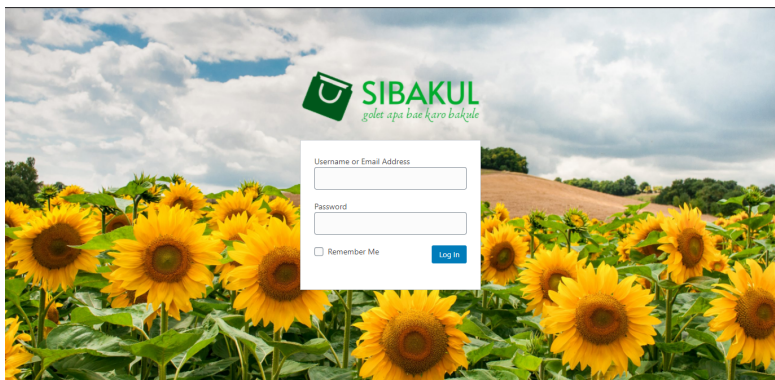 SIBAKUL
golet apa bae karo bakule
Username or Email Address
Password
Remember Me
Log In